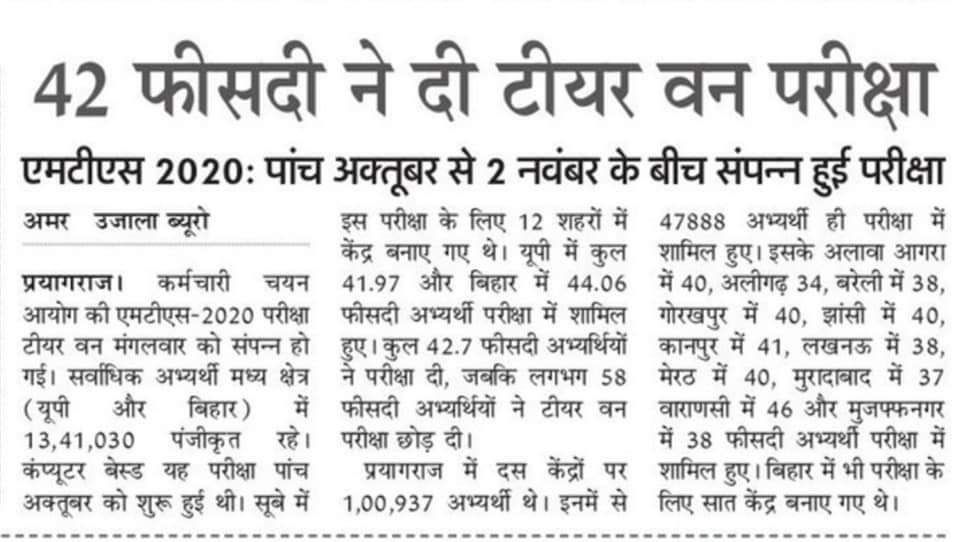 42 फीसदी ने दी टीयर वन परीक्षा
एमटीएस 2020: पांच अक्तूबर से 2 नवंबर के बीच संपन्न हुई परीक्षा
अमर उजाला ब्यूरो
प्रयागराज। कर्मचारी चयन
आयोग की एमटीएस-2020 परीक्षा
टीयर वन मंगलवार को संपन्न हो
गई। सर्वाधिक अभ्यर्थी मध्य क्षेत्र
(यूपी और बिहार) में
13,41,030 पंजीकृत रहे।
कंप्यूटर बेस्ड यह परीक्षा पांच
अक्तूबर को शुरू हुई थी। सूबे में
इस परीक्षा के लिए 12 शहरों में
केंद्र बनाए गए थे। यूपी में कुल
41.97 और बिहार में 44.06
फीसदी अभ्यर्थी परीक्षा में शामिल
हुए। कुल 42.7 फीसदी अभ्यर्थियों
ने परीक्षा दी, जबकि लगभग 58
फीसदी अभ्यर्थियों ने टीयर वन
परीक्षा छोड़ दी।
प्रयागराज में दस केंद्रों पर
1,00,937 अभ्यर्थी थे। इनमें से
47888 अभ्यर्थी ही परीक्षा में
शामिल हुए। इसके अलावा आगरा
में 40, अलीगढ़ 34, बरेली में 38,
गोरखपुर में 40, झांसी में 40,
कानपुर में 41, लखनऊ में 38,
मेरठ में 40, मुरादाबाद में 37
वाराणसी में 46 और मुजफ्फनगर
में 38 फीसदी अभ्यर्थी परीक्षा में
शामिल हुए। बिहार में भी परीक्षा के
लिए सात केंद्र बनाए गए थे।